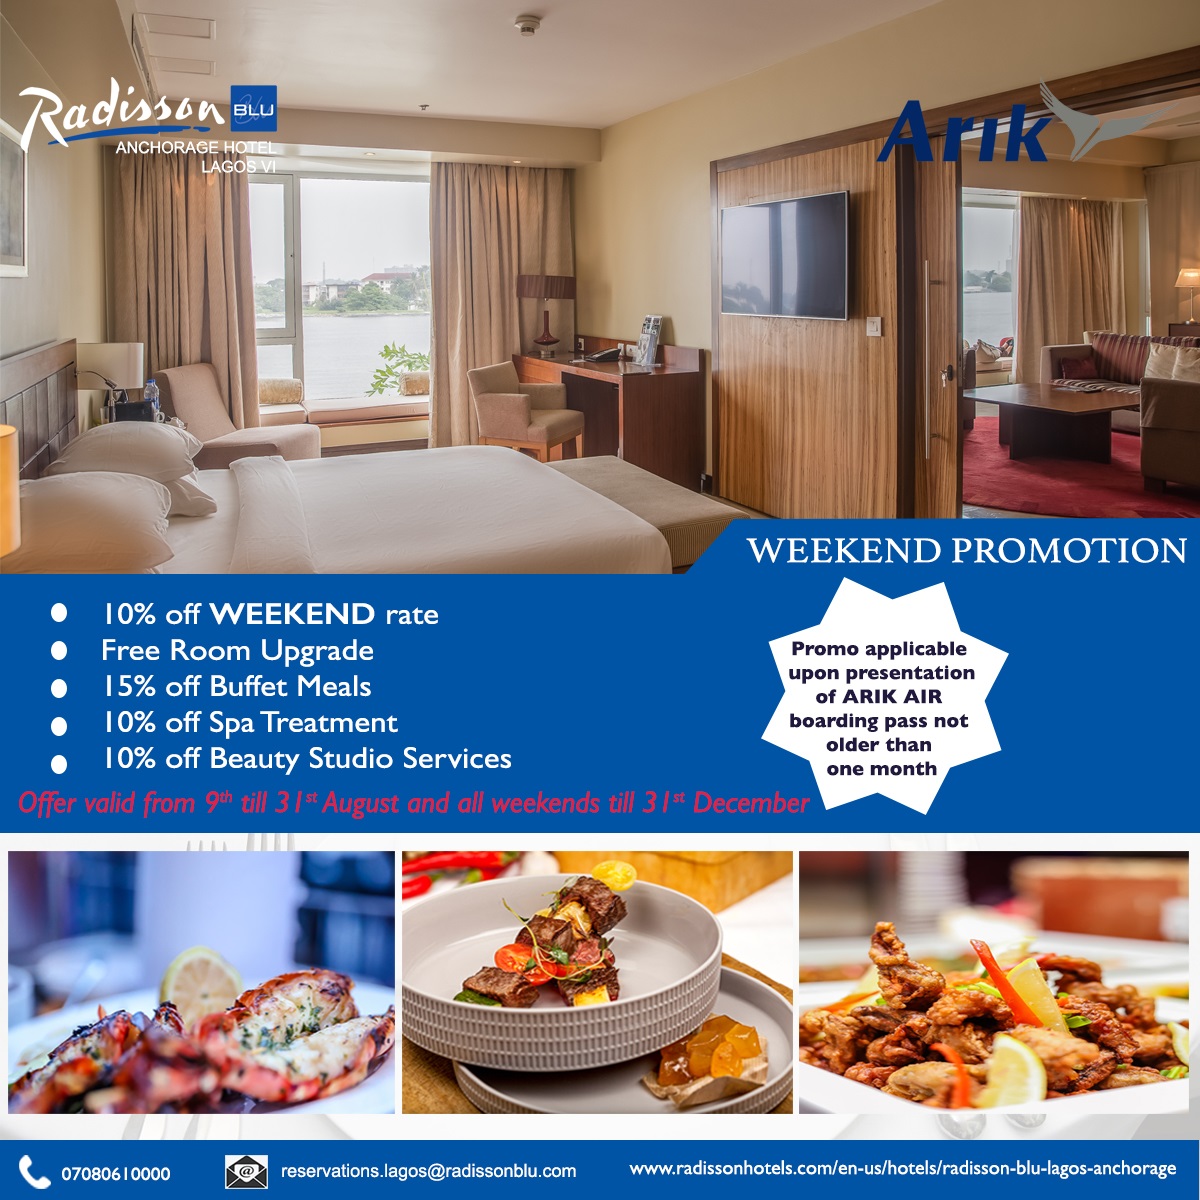 Radisson BLU
ANCHORAGE HOTEL
LAGOS VI
Arik
WEEKEND PROMOTION
10% off WEEKEND rate
Free Room Upgrade
15% off Buffet Meals
10% off Spa Treatment
10% off Beauty Studio Services
Promo applicable
upon presentation
of ARIK AIR
boarding pass not
older than
one month
Offer valid from 9th till 31st August and all weekends till 31st December
07080610000
reservations.lagos@radissonblu.com
www.radissonhotels.com/en-us/hotels/radisson-blu-lagos-anchorage